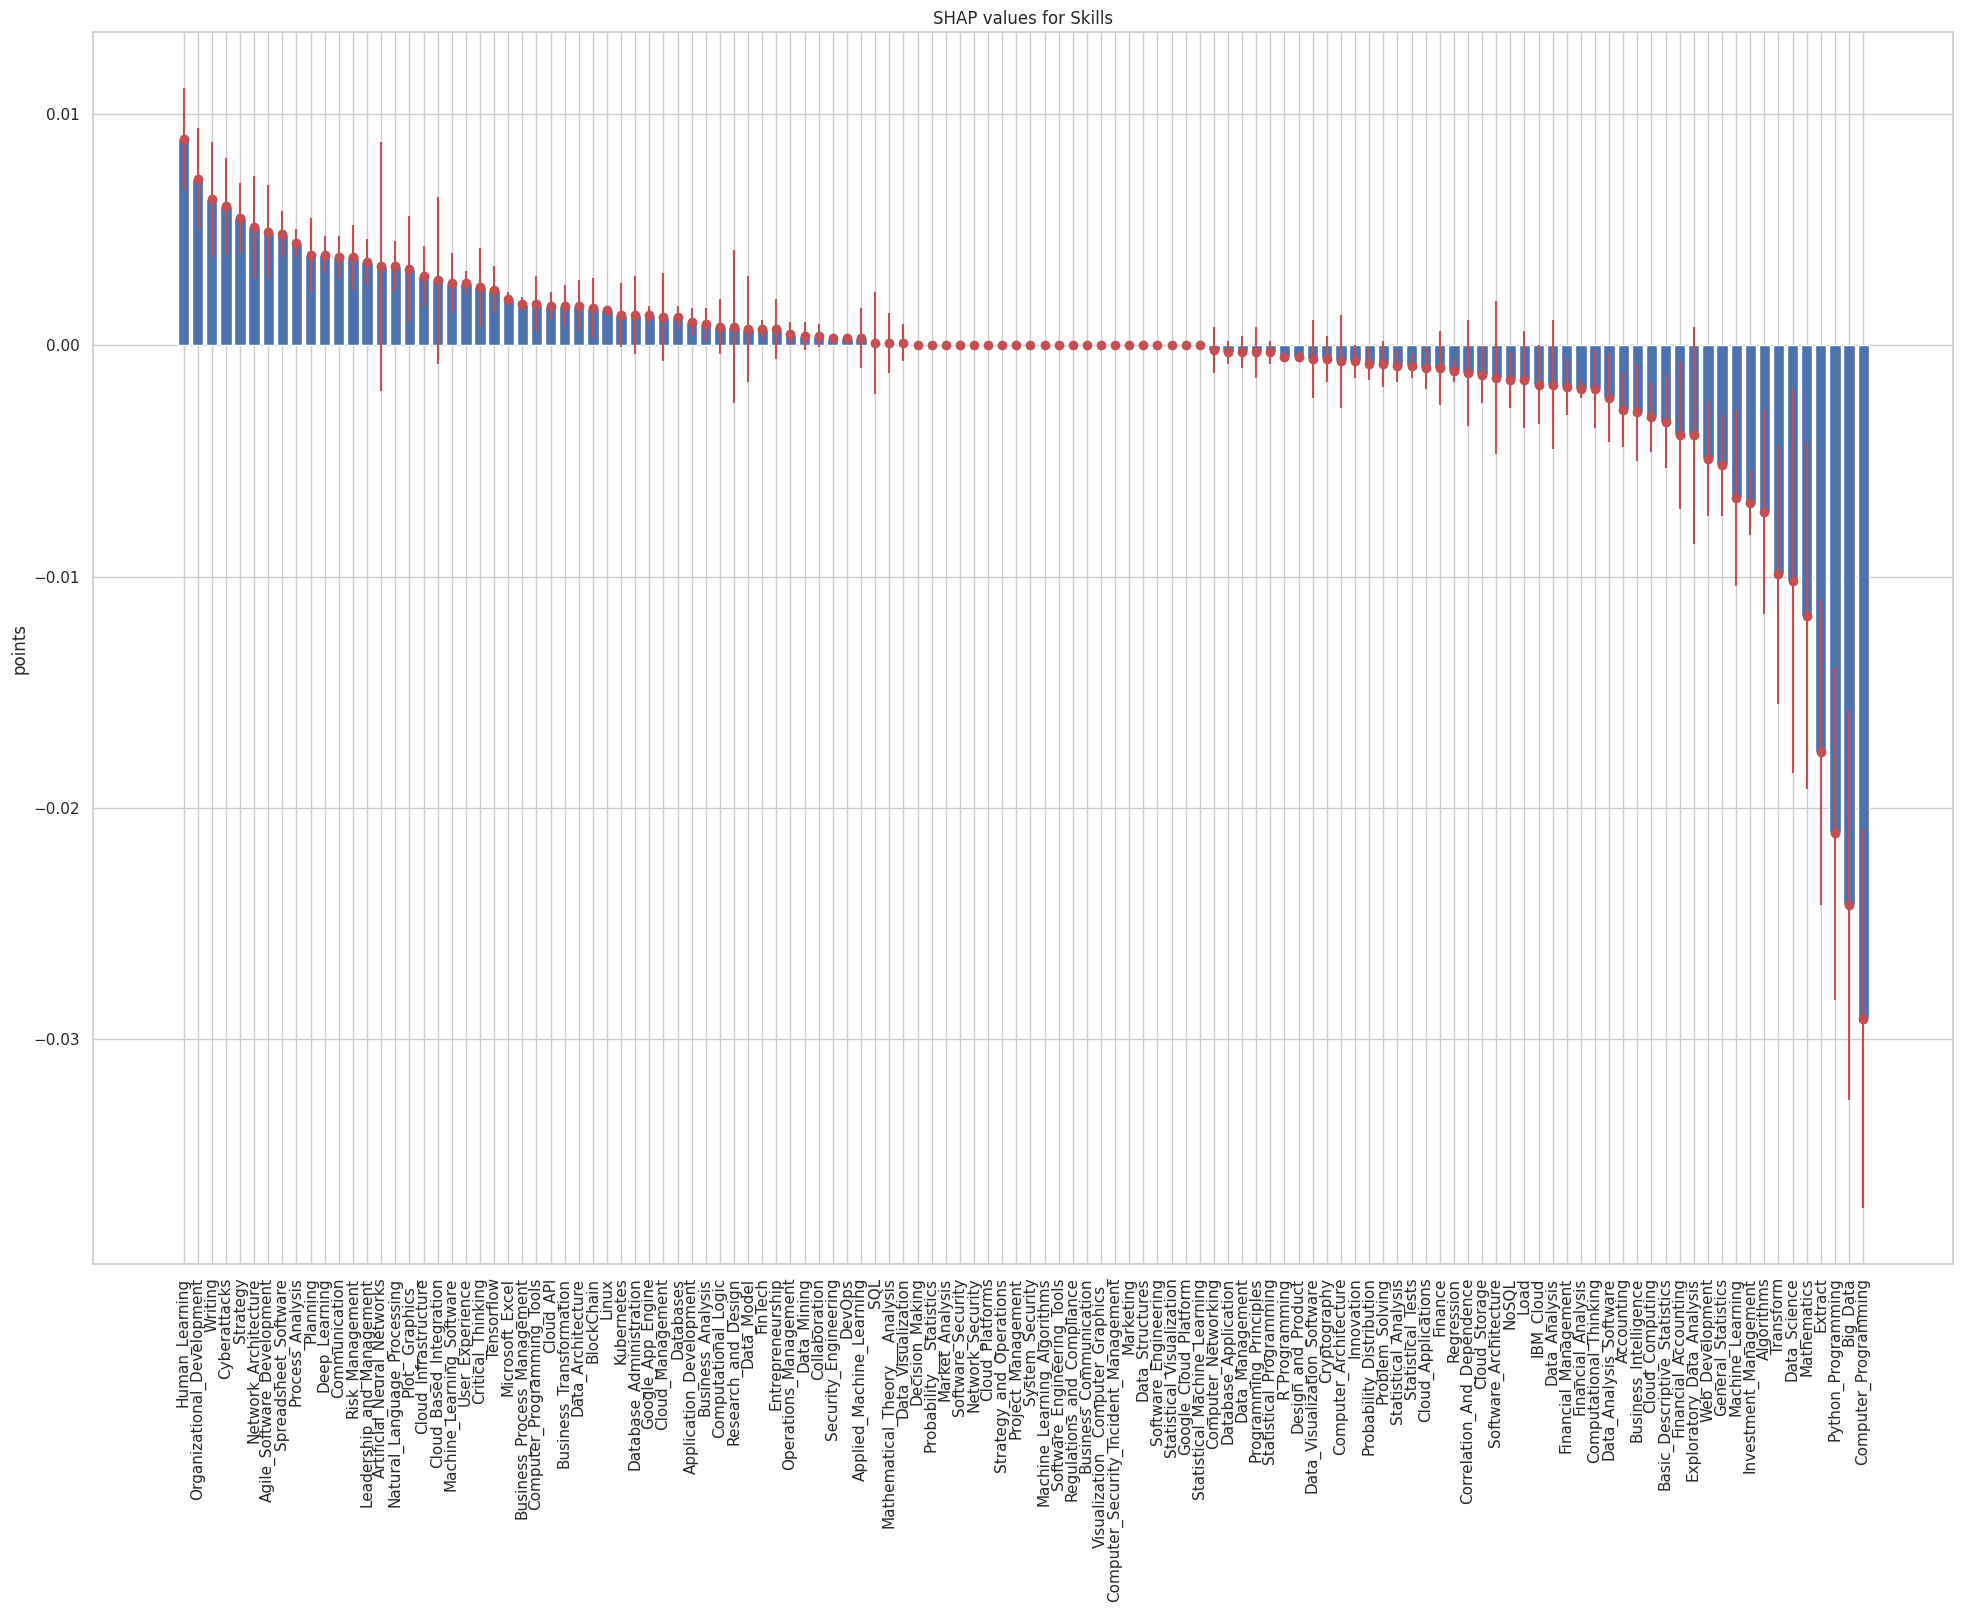 SHAP values for Skills
points
0.01
0.00
−0.01
−0.02
−0.03
Human_Learning
Organizational_Development
Writing
Cyberattacks
Strategy
Network_Architecture
Agile_Software_Development
Spreadsheet_Software
Process_Analysis
Planning
Deep_Learning
Communication
Risk_Management
Leadership_and_Management
Artificial_Neural_Networks
Natural_Language_Processing
Plot__Graphics_
Cloud_Infrastructure
Cloud_Based_Integration
Machine_Learning_Software
User_Experience
Critical_Thinking
Tensorflow
Microsoft_Excel
Business_Process_Management
Computer_Programming_Tools
Cloud_API
Business_Transformation
Data_Architecture
BlockChain
Linux
Kubernetes
Database_Administration
Google_App_Engine
Cloud_Management
Databases
Application_Development
Business_Analysis
Computational_Logic
Research_and_Design
Data_Model
FinTech
Entrepreneurship
Operations_Management
Data_Mining
Collaboration
Security_Engineering
DevOps
Applied_Machine_Learning
SQL
Mathematical_Theory___Analysis
Data_Visualization
Decision_Making
Probability__Statistics
Market_Analysis
Software_Security
Network_Security
Cloud_Platforms
Strategy_and_Operations
Project_Management
System_Security
Machine_Learning_Algorithms
Software_Engineering_Tools
Regulations_and_Compliance
Business_Communication
Visualization__Computer_Graphics_
Computer_Security_Incident_Management_
Marketing
Data_Structures
Software_Engineering
Statistical_Visualization
Google_Cloud_Platform
Statistical_Machine_Learning
Computer_Networking
Database_Application
Data_Management
Programming_Principles
Statistical_Programming
R_Programming
Design_and_Product
Data_Visualization_Software
Cryptography
Computer_Architecture
Innovation
Probability_Distribution
Problem_Solving
Statistical_Analysis
Statistical_Tests
Cloud_Applications
Finance
Regression
Correlation_And_Dependence
Cloud_Storage
Software_Architecture
NoSQL
Load
IBM_Cloud
Data_Analysis
Financial_Management
Financial_Analysis
Computational_Thinking
Data_Analysis_Software
Accounting
Business_Intelligence
Cloud_Computing
Basic_Descriptive_Statistics
Financial_Accounting
Exploratory_Data_Analysis
Web_Development
General_Statistics
Machine_Learning
Investment_Management
Algorithms
Transform
Data_Science
Mathematics
Extract
Python_Programming
Big_Data
Computer_Programming